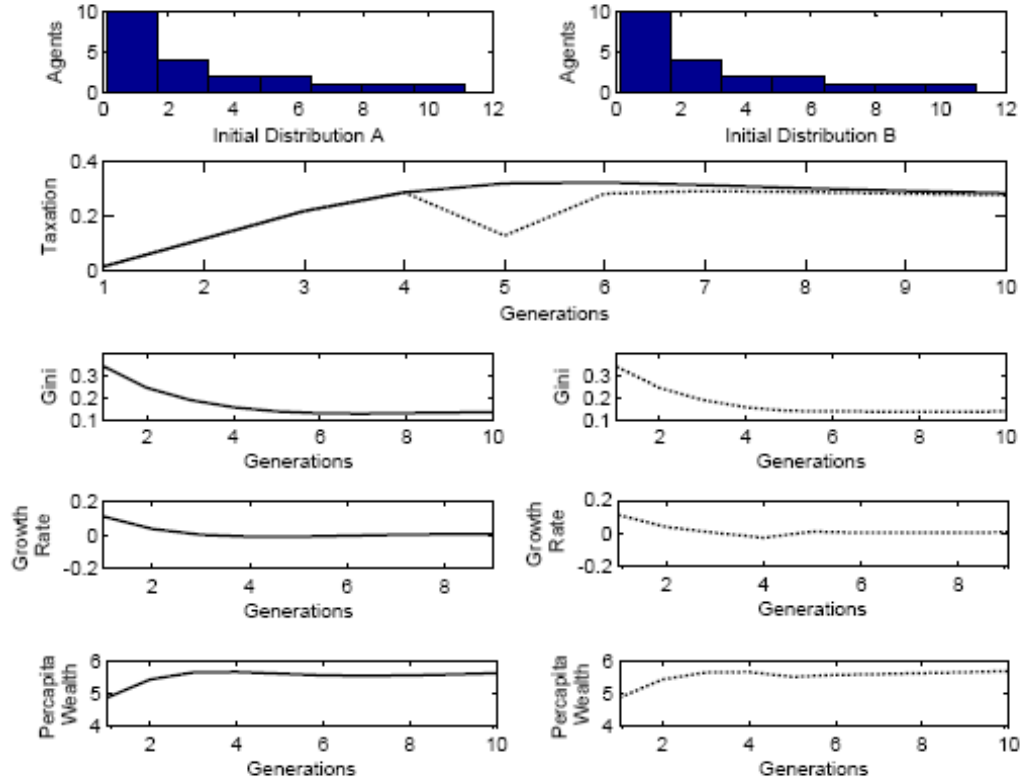 10
5
0
Agents
0 2 4 6 8 10 12
Initial Distribution A
10
5
0
Agents
0 2 4 6 8 10 12
Initial Distribution B
0.4
0.2
0
Taxation
1 2 3 4 5 6 7 8 9 10
Generations
0.3
0.2
0.1
Gini
2 4 6 8 10
Generations
0.3
0.2
0.1
Gini
2 4 6 8 10
Generations
0.2
0
-0.2
Growth
Rate
2 4 6 8
Generations
0.2
0
-0.2
Growth
Rate
2 4 6 8
Generations
6
5
4
Percapita
Wealth
2 4 6 8 10
Generations
6
5
4
Percapita
Wealth
2 4 6 8 10
Generations